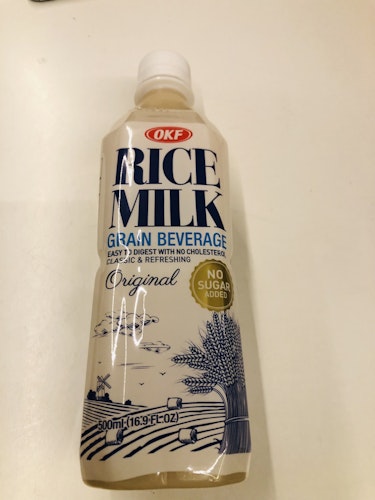 OKF
RICE
MILK
GRAIN BEVERAGE
EASY TO DIGEST WITH NO CHOLESTEROL
CLASSIC & REFRESHING
Original
NO
SUGAR
ADDED
500ml (16.9 FL.OZ)